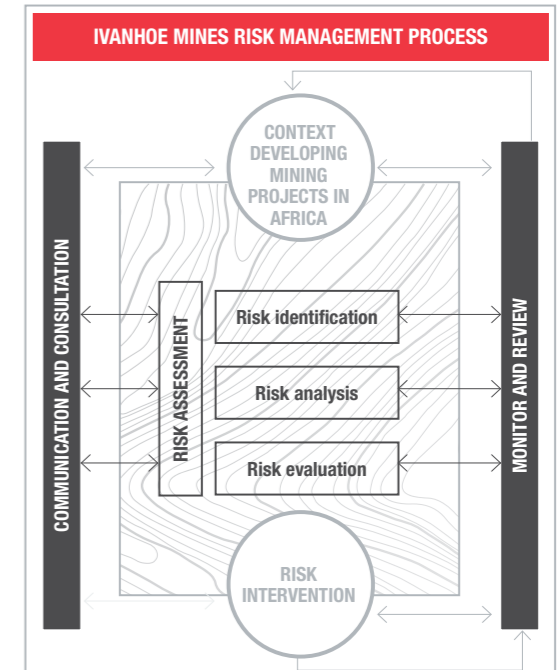 IVANHOE MINES RISK MANAGEMENT PROCESS
CONTEXT
DEVELOPING
MINING
PROJECTS IN
AFRICA
COMMUNICATION AND CONSULTATION
RISK ASSESSMENT
Risk identification
Risk analysis
Risk evaluation
MONITOR AND REVIEW
RISK
INTERVENTION